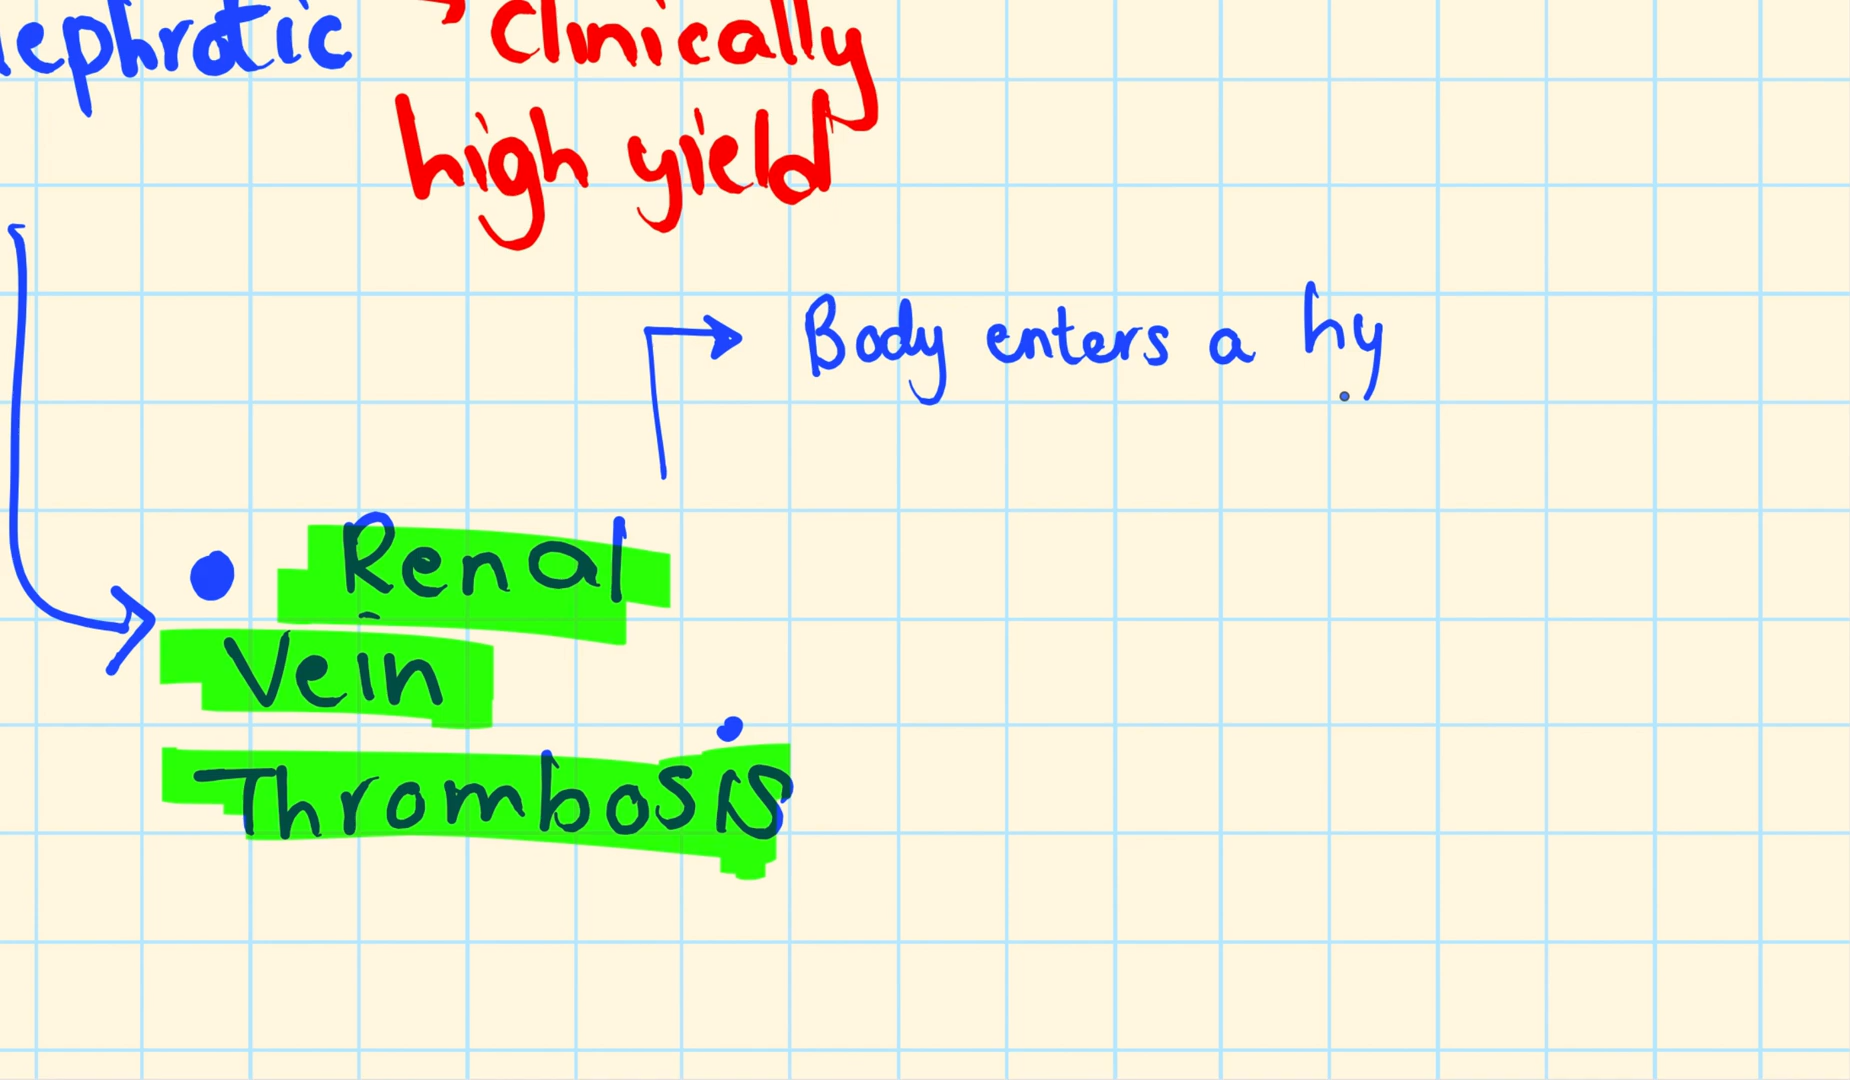 ephrotic → Clinically
high yield
→ Body enters a hy
• Renal
Vein
Thrombosis